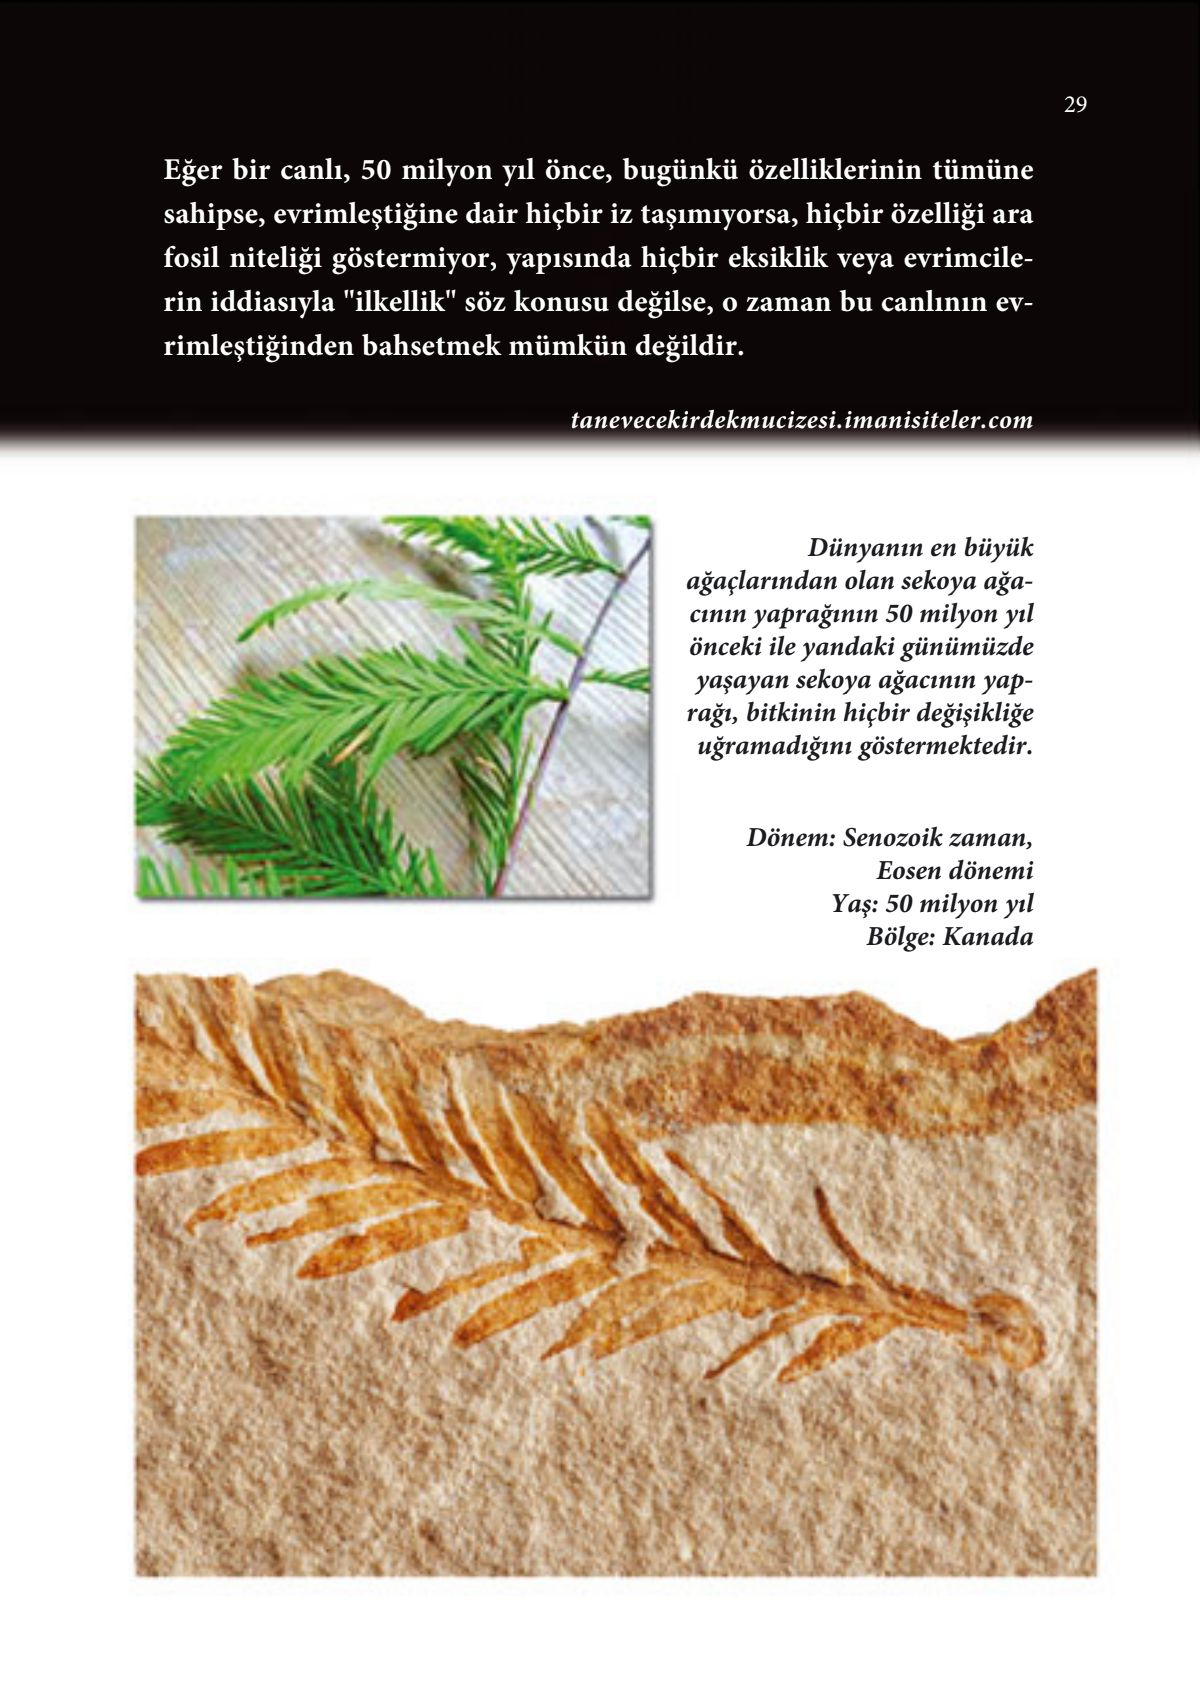 29
Eğer bir canlı, 50 milyon yıl önce, bugünkü özelliklerinin tümüne
sahipse, evrimleştiğine dair hiçbir iz taşımıyorsa, hiçbir özelliği ara
fosil niteliği göstermiyor, yapısında hiçbir eksiklik veya evrimcile-
rin iddiasıyla "ilkellik" söz konusu değilse, o zaman bu canlının ev-
rimleştiğinden bahsetmek mümkün değildir.
tanevecekirdekmucizesi.imanisiteler.com
Dünyanın en büyük
ağaçlarından olan sekoya ağa-
cının yaprağının 50 milyon yıl
önceki ile yandaki günümüzde
yaşayan sekoya ağacının yap-
rağı, bitkinin hiçbir değişikliğe
uğramadığını göstermektedir.
Dönem: Senozoik zaman,
Eosen dönemi
Yaş: 50 milyon yıl
Bölge: Kanada